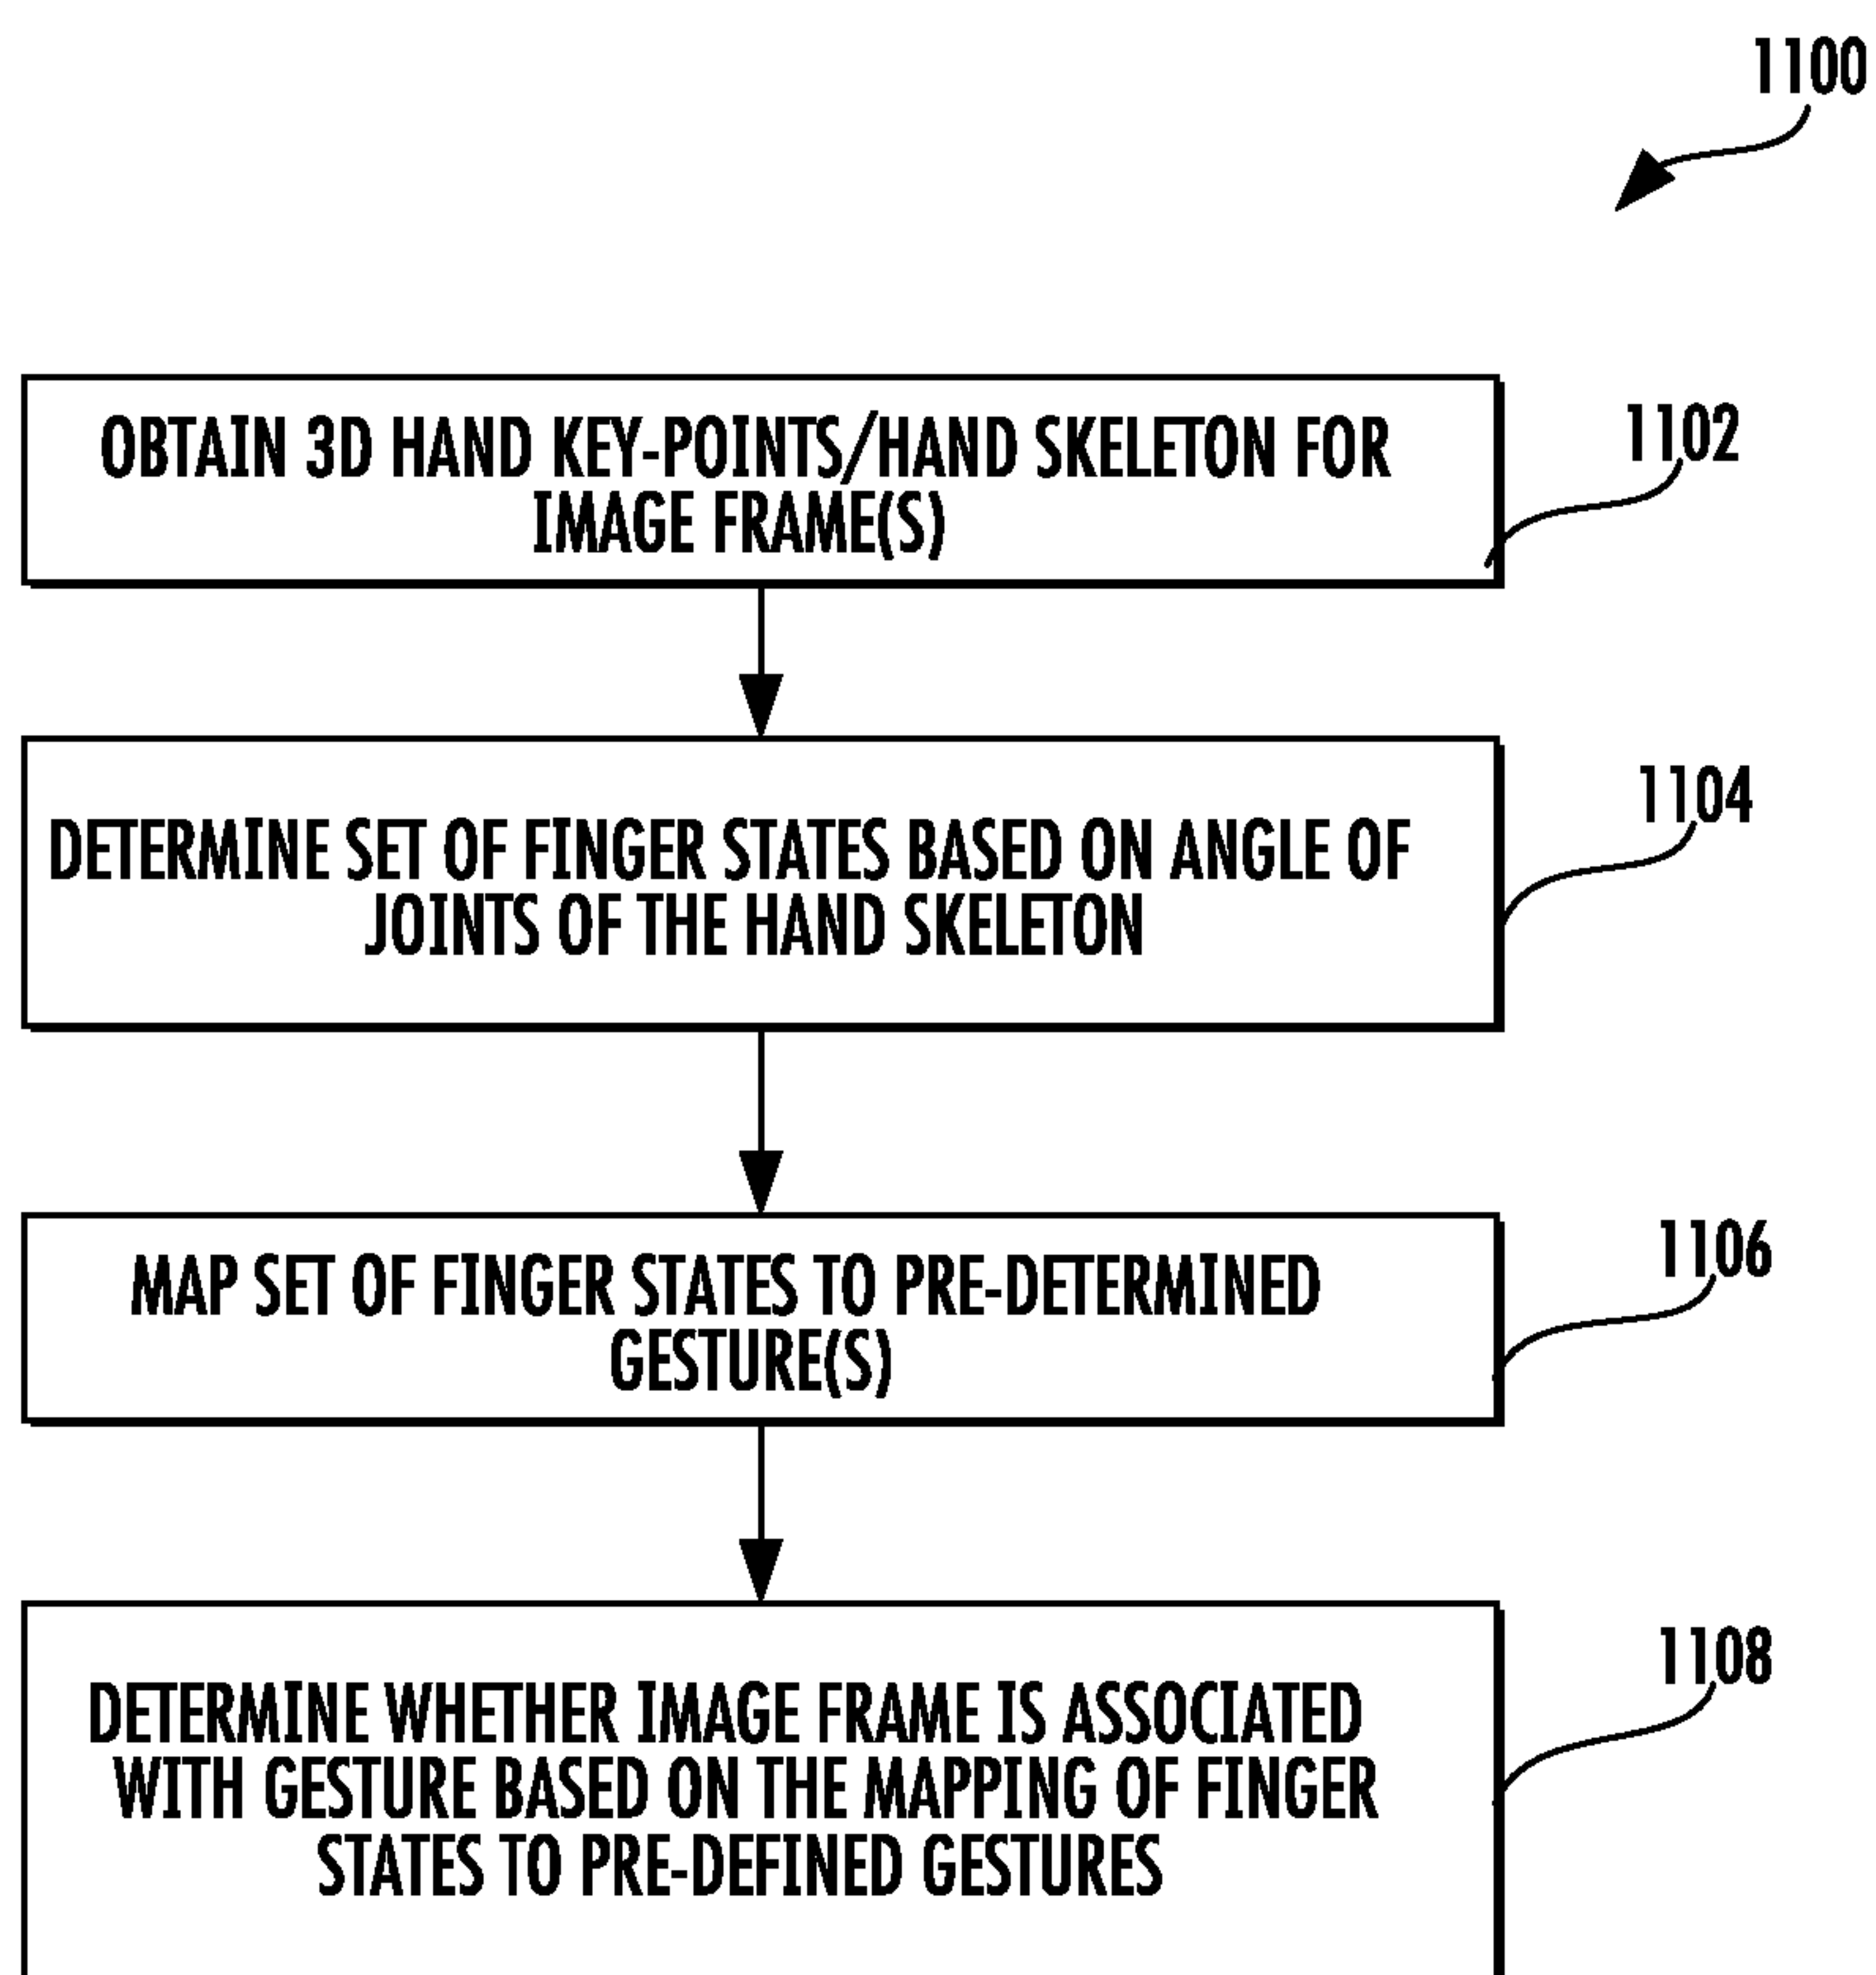 1100
OBTAIN 3D HAND KEY-POINTS/HAND SKELETON FOR
IMAGE FRAME(S)
1102
DETERMINE SET OF FINGER STATES BASED ON ANGLE OF
JOINTS OF THE HAND SKELETON
1104
MAP SET OF FINGER STATES TO PRE-DETERMINED
GESTURE(S)
1106
DETERMINE WHETHER IMAGE FRAME IS ASSOCIATED
WITH GESTURE BASED ON THE MAPPING OF FINGER
STATES TO PRE-DEFINED GESTURES
1108